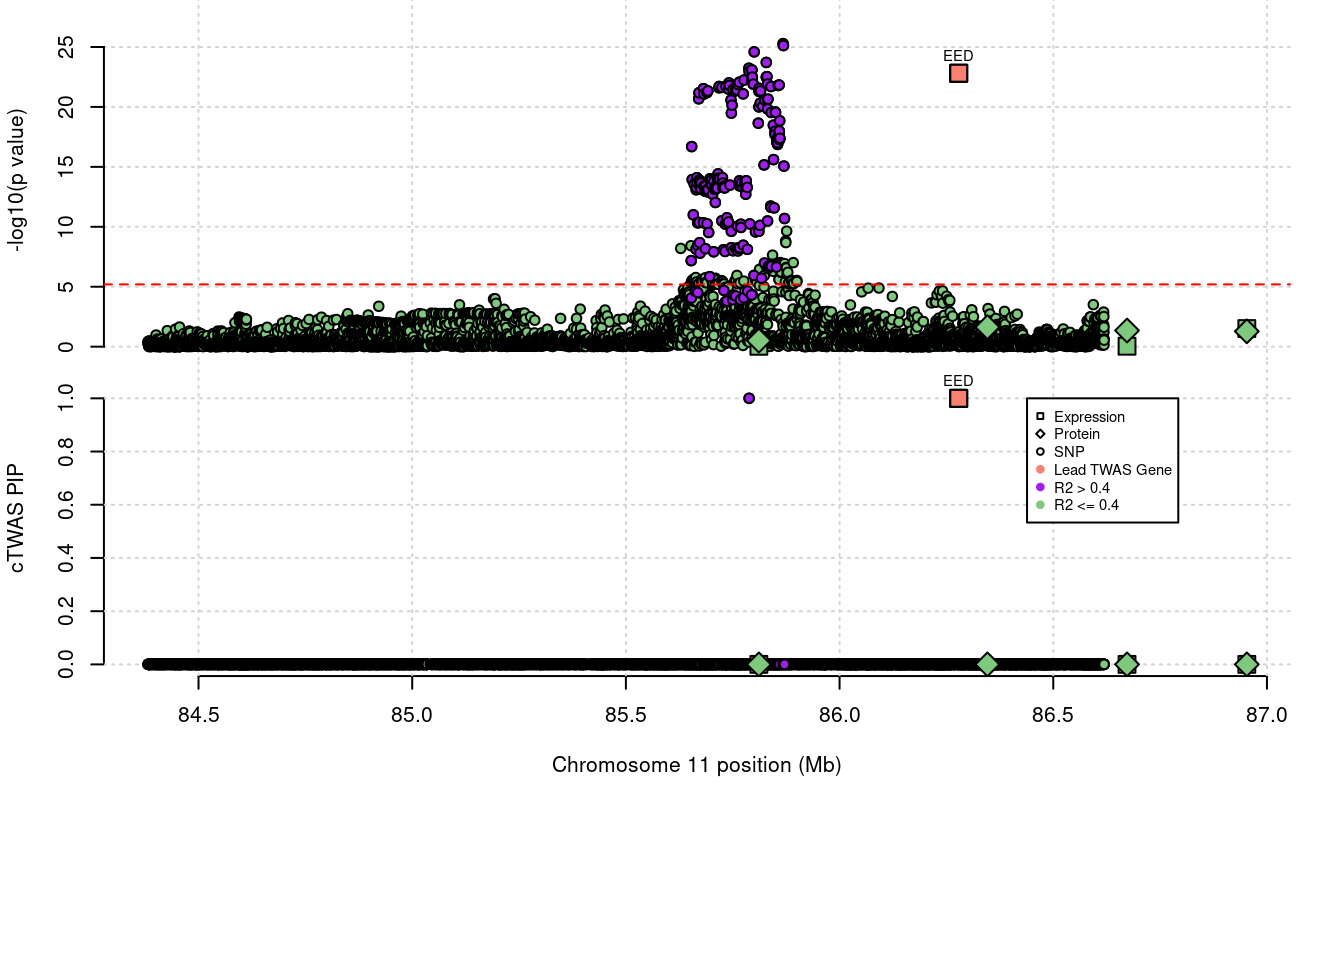 -log10(p value)
25
20
15
10
5
0
EED
cTWAS PIP
1.0
0.8
0.6
0.4
0.2
0.0
EED
Expression
Protein
SNP
Lead TWAS Gene
R2 > 0.4
R2 <= 0.4
84.5 85.0 85.5 86.0 86.5 87.0
Chromosome 11 position (Mb)